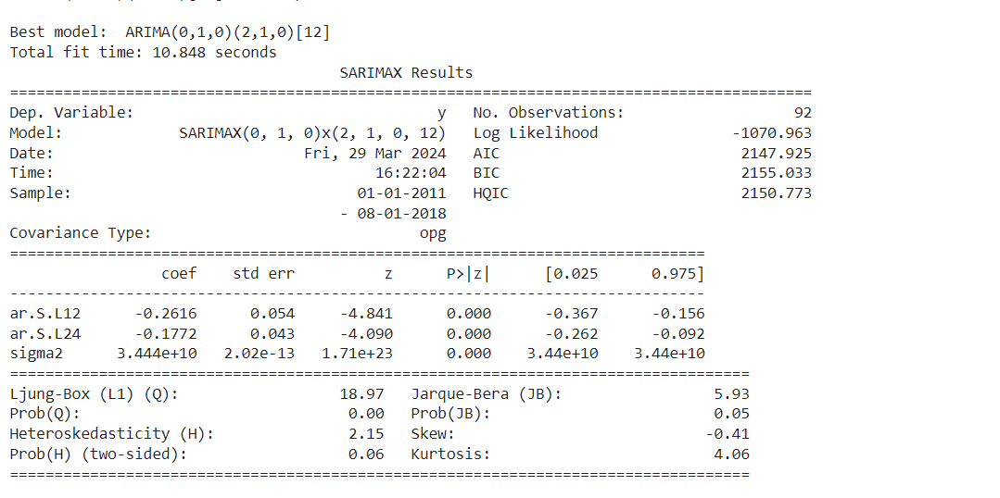 Best model:  ARIMA(0,1,0)(2,1,0)[12]
Total fit time: 10.848 seconds
SARIMAX Results
==========================================================================================
Dep. Variable: y No. Observations: 92
Model: SARIMAX(0, 1, 0)x(2, 1, 0, 12) Log Likelihood -1070.963
Date: Fri, 29 Mar 2024 AIC 2147.925
Time: 16:22:04 BIC 2155.033
Sample: 01-01-2011 HQIC 2150.773
- 08-01-2018
Covariance Type: opg
==============================================================================
coef std err z P>|z| [0.025 0.975]
------------------------------------------------------------------------------
ar.S.L12 -0.2616 0.054 -4.841 0.000 -0.367 -0.156
ar.S.L24 -0.1772 0.043 -4.090 0.000 -0.262 -0.092
sigma2 3.444e+10 2.02e-13 1.71e+23 0.000 3.44e+10 3.44e+10
===================================================================================
Ljung-Box (L1) (Q): 18.97 Jarque-Bera (JB): 5.93
Prob(Q): 0.00 Prob(JB): 0.05
Heteroskedasticity (H): 2.15 Skew: -0.41
Prob(H) (two-sided): 0.06 Kurtosis: 4.06
===================================================================================